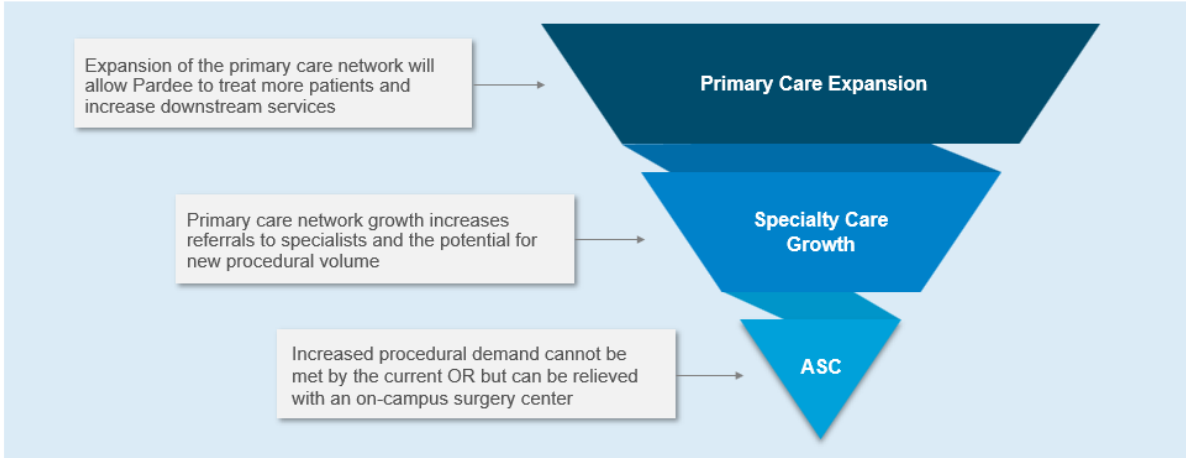 Expansion of the primary care network will
allow Pardee to treat more patients and
increase downstream services
Primary Care Expansion
Primary care network growth increases
referrals to specialists and the potential for
new procedural volume
Specialty Care
Growth
Increased procedural demand cannot be
met by the current OR but can be relieved
with an on-campus surgery center
ASC